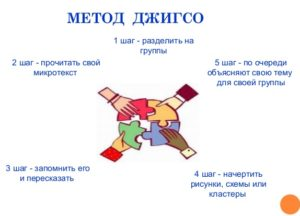 МЕТОД ДЖИГСО
1 шаг - разделить на
группы
2 шаг - прочитать свой
микротекст
5 шаг - по очереди
объясняют свою тему
для своей группы
3 шаг - запомнить его
и пересказать
4 шаг - начертить
рисунки, схемы или
кластеры